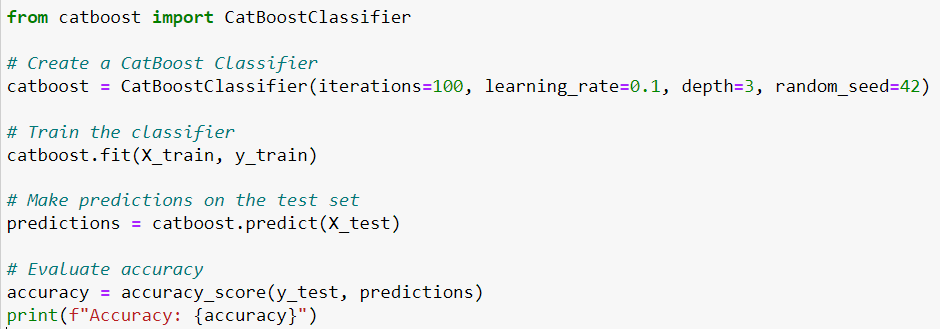 from catboost import CatBoostClassifier
# Create a CatBoost Classifier
catboost = CatBoostClassifier(iterations=100, learning_rate=0.1, depth=3, random_seed=42)
# Train the classifier
catboost.fit(X_train, y_train)
# Make predictions on the test set
predictions = catboost.predict(X_test)
# Evaluate accuracy
accuracy = accuracy_score(y_test, predictions)
print(f"Accuracy: {accuracy}")